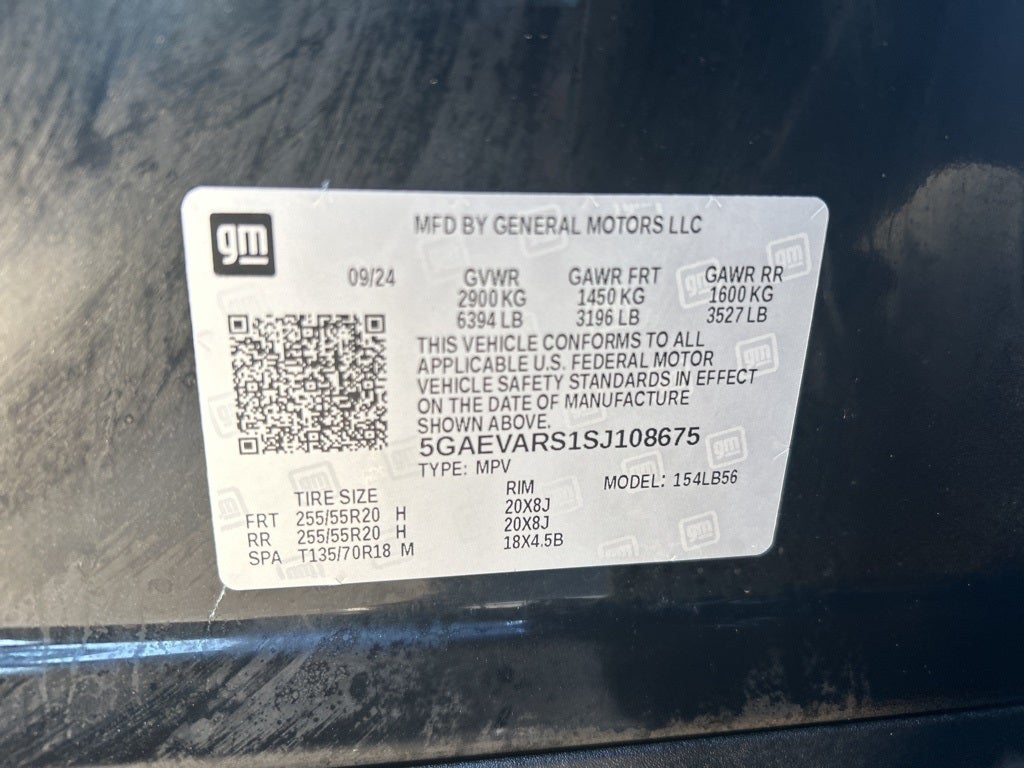 gm
MFD BY GENERAL MOTORS LLC
09/24 GVWR GAWR FRT GAWR RR
2900 KG 1450 KG 1600 KG
6394 LB 3196 LB 3527 LB
THIS VEHICLE CONFORMS TO ALL
APPLICABLE U.S. FEDERAL MOTOR
VEHICLE SAFETY STANDARDS IN EFFECT
ON THE DATE OF MANUFACTURE
SHOWN ABOVE.
5GAEVARS1SJ108675
TYPE: MPV MODEL: 154LB56
TIRE SIZE RIM
FRT 255/55R20 H 20X8J
RR 255/55R20 H 20X8J
SPA T135/70R18 M 18X4.5B